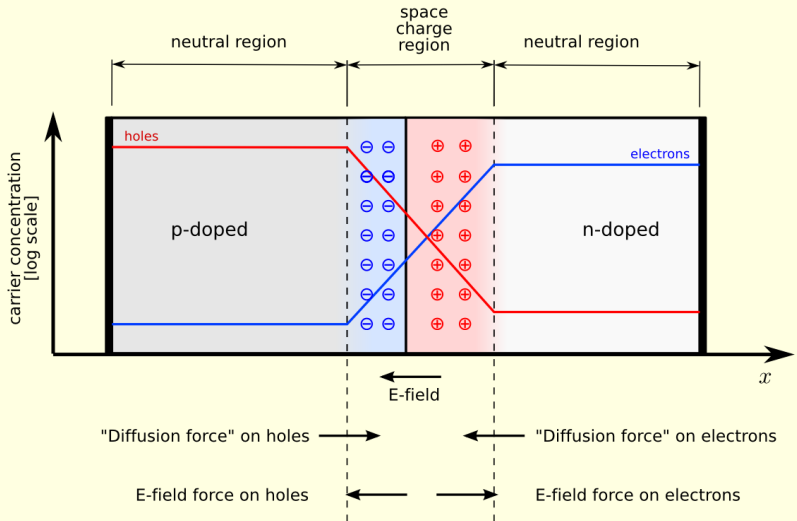 space
charge
region
neutral region
neutral region
holes
electrons
p-doped
n-doped
carrier concentration
[log scale]
x
E-field
"Diffusion force" on holes
"Diffusion force" on electrons
E-field force on holes
E-field force on electrons